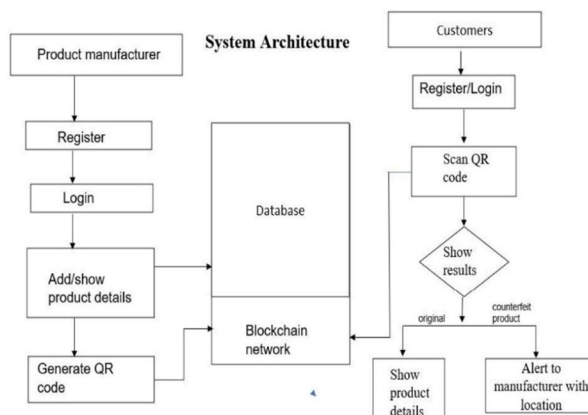 System Architecture
Product manufacturer
Register
Login
Add/show
product details
Generate QR
code
Database
Blockchain
network
Customers
Register/Login
Scan QR
code
Show
results
original
counterfeit
product
Show
product
details
Alert to
manufacturer with
location